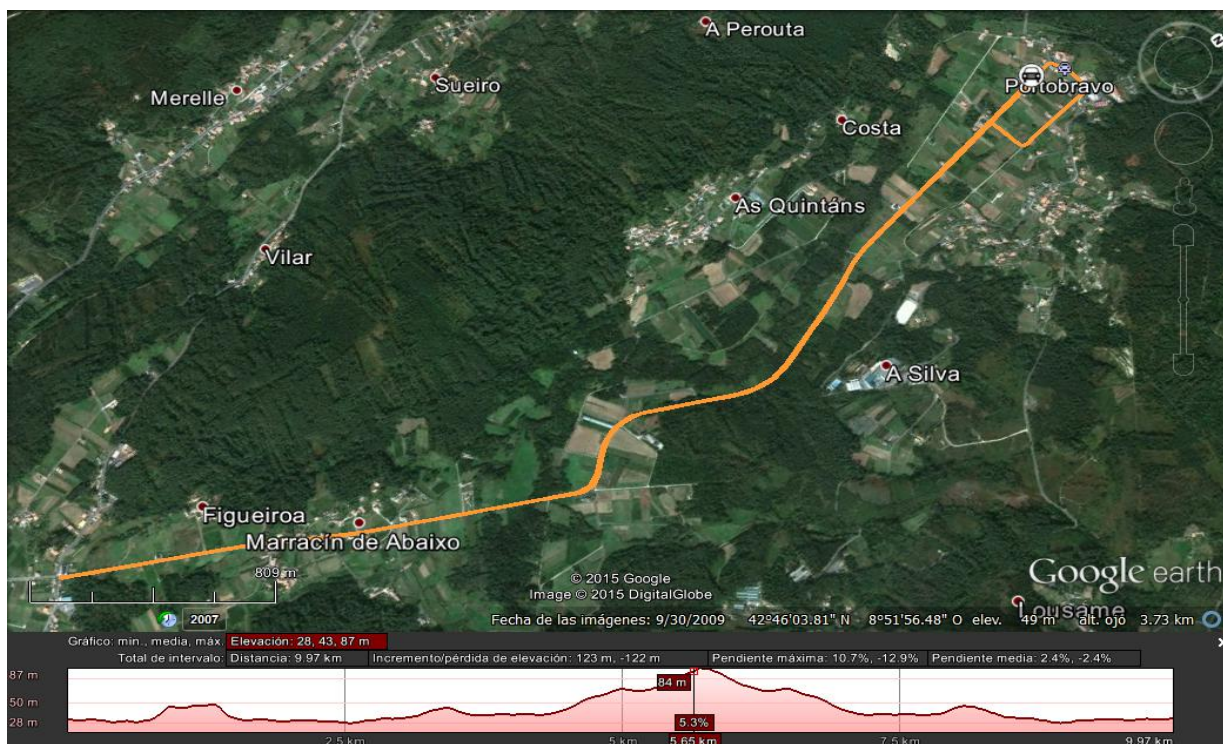 A Perouta
Merelle
Sueiro
Portobravo
Costa
As Quintáns
Vilar
A Silva
Figueiroa
Marracín de Abaixo
809 m
© 2015 Google
Image © 2015 DigitalGlobe
Google earth
Lousame
2007
Fecha de las imágenes: 9/30/2009 42°46'03.81" N 8°51'56.48" O elev. 49 m alt. ojo 3.73 km
Gráfico: min., media, máx. Elevación: 28, 43, 87 m
Total de intervalo: Distancia: 9.97 km Incremento/pérdida de elevación: 123 m, -122 m Pendiente máxima: 10.7%, -12.9% Pendiente media: 2.4%, -2.4%
87 m
84 m
50 m
28 m
5.3%
2.5 km 5 km 5.65 km 7.5 km 9.97 km